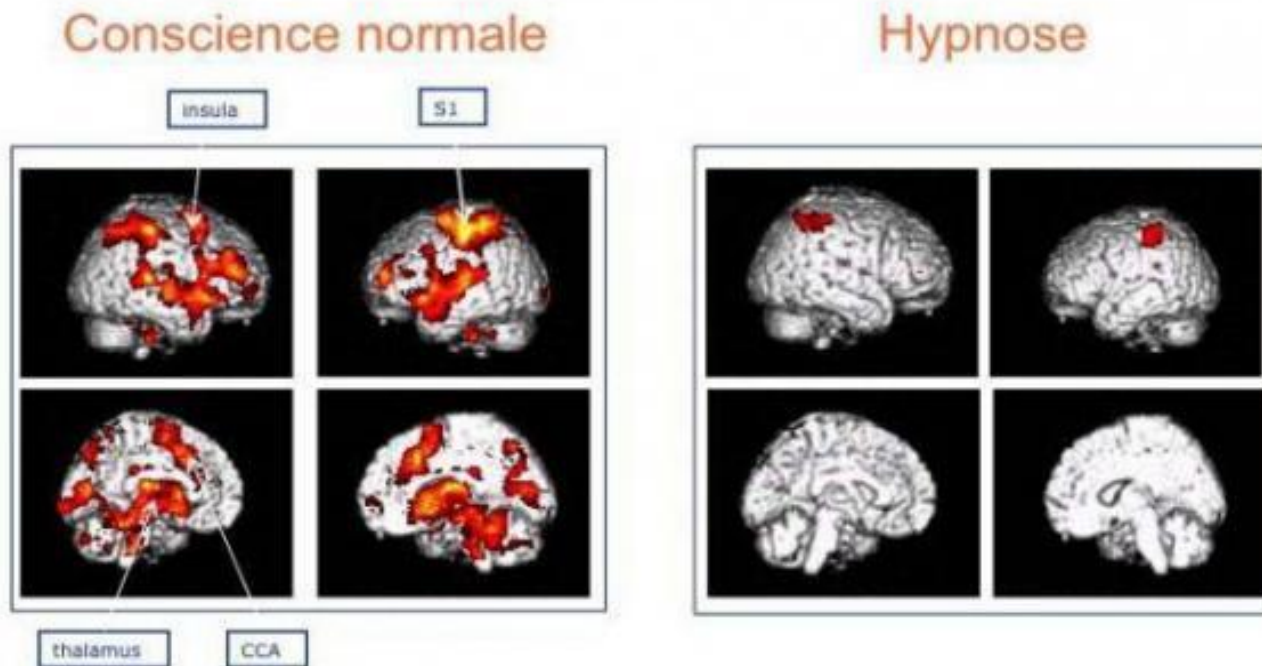 Conscience normale
Hypnose
insula
S1
thalamus
CCA